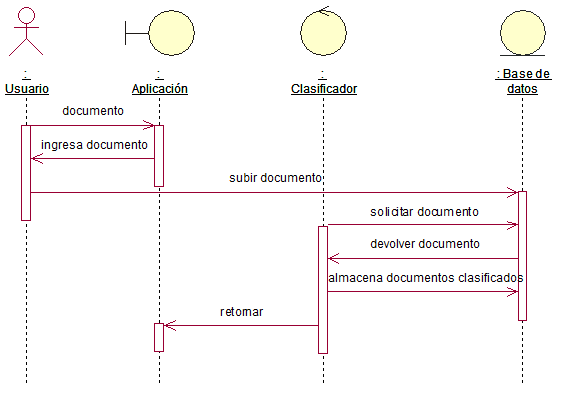 :
Usuario
:
Aplicación
:
Clasificador
: Base de
datos
documento
ingresa documento
subir documento
solicitar documento
devolver documento
almacena documentos clasificados
retornar